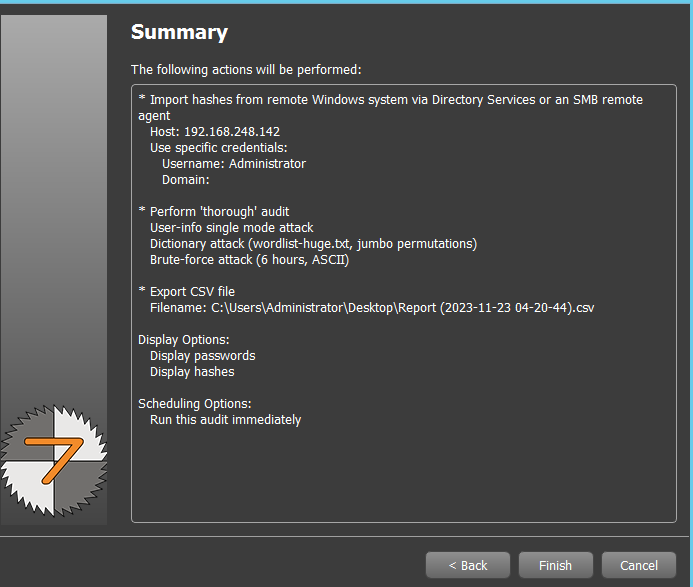 Summary
The following actions will be performed:
* Import hashes from remote Windows system via Directory Services or an SMB remote
agent
Host: 192.168.248.142
Use specific credentials:
Username: Administrator
Domain:
* Perform 'thorough' audit
User-info single mode attack
Dictionary attack (wordlist-huge.txt, jumbo permutations)
Brute-force attack (6 hours, ASCII)
* Export CSV file
Filename: C:\Users\Administrator\Desktop\Report (2023-11-23 04-20-44).csv
Display Options:
Display passwords
Display hashes
Scheduling Options:
Run this audit immediately
7
< Back Finish Cancel